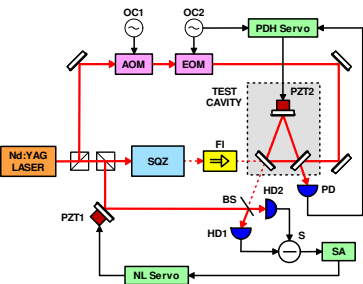 OC1
OC2
PDH Servo
AOM
EOM
TEST
CAVITY
PZT2
Nd:YAG
LASER
SQZ
FI
PD
BS
HD2
PZT1
HD1
S
SA
NL Servo